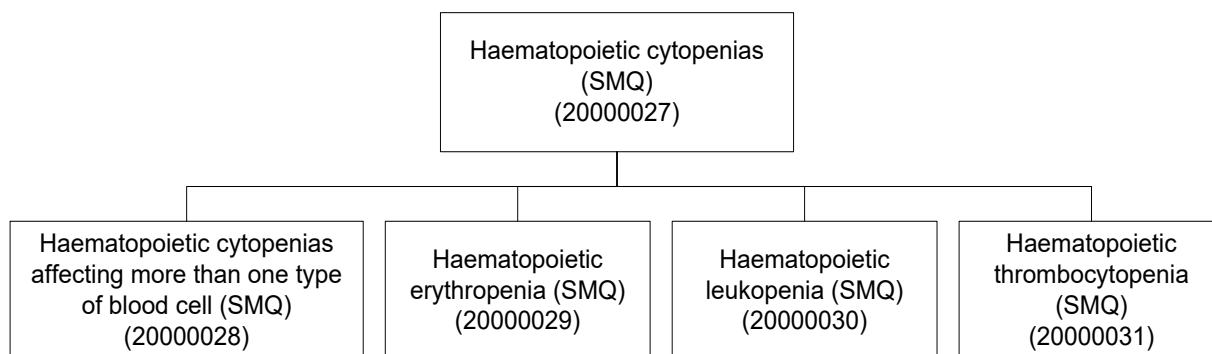 Haematopoietic cytopenias
(SMQ)
(20000027)
Haematopoietic cytopenias
affecting more than one type
of blood cell (SMQ)
(20000028)
Haematopoietic
erythropenia (SMQ)
(20000029)
Haematopoietic
leukopenia (SMQ)
(20000030)
Haematopoietic
thrombocytopenia
(SMQ)
(20000031)